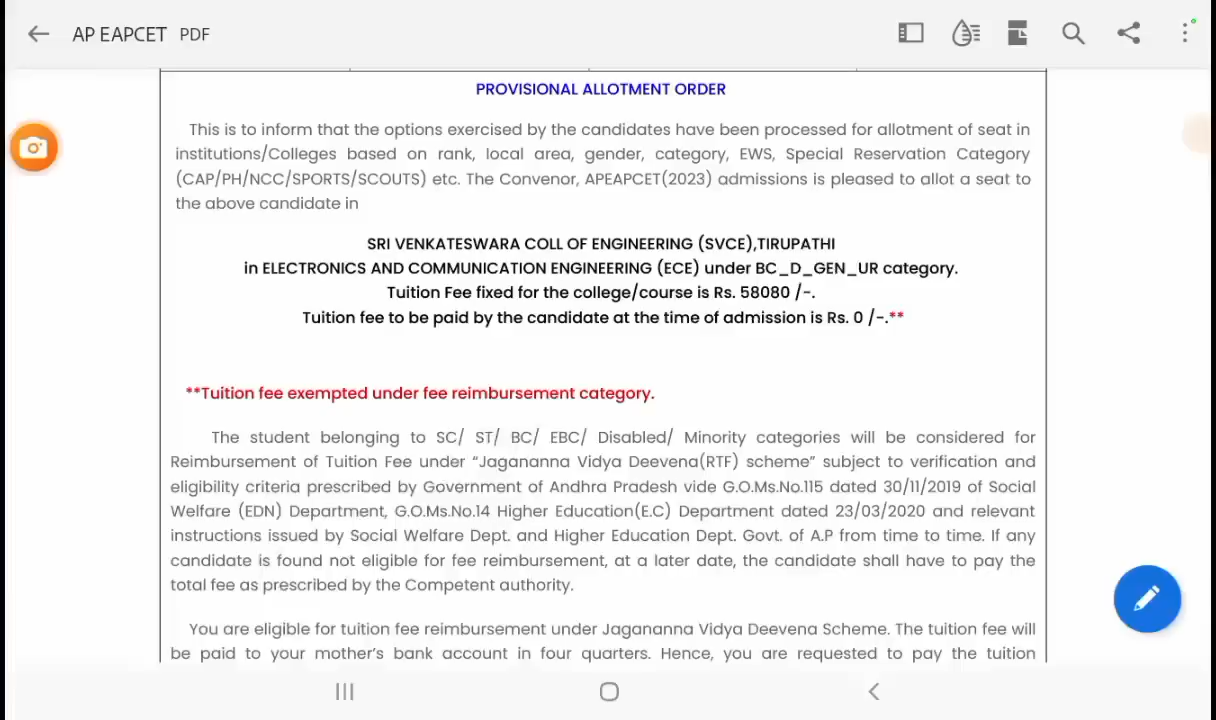 AP EAPCET PDF
PROVISIONAL ALLOTMENT ORDER
This is to inform that the options exercised by the candidates have been processed for allotment of seat in
institutions/Colleges based on rank, local area, gender, category, EWS, Special Reservation Category
(CAP/PH/NCC/SPORTS/SCOUTS) etc. The Convenor, APEAPCET(2023) admissions is pleased to allot a seat to
the above candidate in
SRI VENKATESWARA COLL OF ENGINEERING (SVCE),TIRUPATHI
in ELECTRONICS AND COMMUNICATION ENGINEERING (ECE) under BC_D_GEN_UR category.
Tuition Fee fixed for the college/course is Rs. 58080 /-.
Tuition fee to be paid by the candidate at the time of admission is Rs. 0 /-.**
**Tuition fee exempted under fee reimbursement category.
The student belonging to SC/ ST/ BC/ EBC/ Disabled/ Minority categories will be considered for
Reimbursement of Tuition Fee under “Jagananna Vidya Deevena(RTF) scheme” subject to verification and
eligibility criteria prescribed by Government of Andhra Pradesh vide G.O.Ms.No.115 dated 30/11/2019 of Social
Welfare (EDN) Department, G.O.Ms.No.14 Higher Education(E.C) Department dated 23/03/2020 and relevant
instructions issued by Social Welfare Dept. and Higher Education Dept. Govt. of A.P from time to time. If any
candidate is found not eligible for fee reimbursement, at a later date, the candidate shall have to pay the
total fee as prescribed by the Competent authority.
You are eligible for tuition fee reimbursement under Jagananna Vidya Deevena Scheme. The tuition fee will
be paid to your mother’s bank account in four quarters. Hence, you are requested to pay the tuition